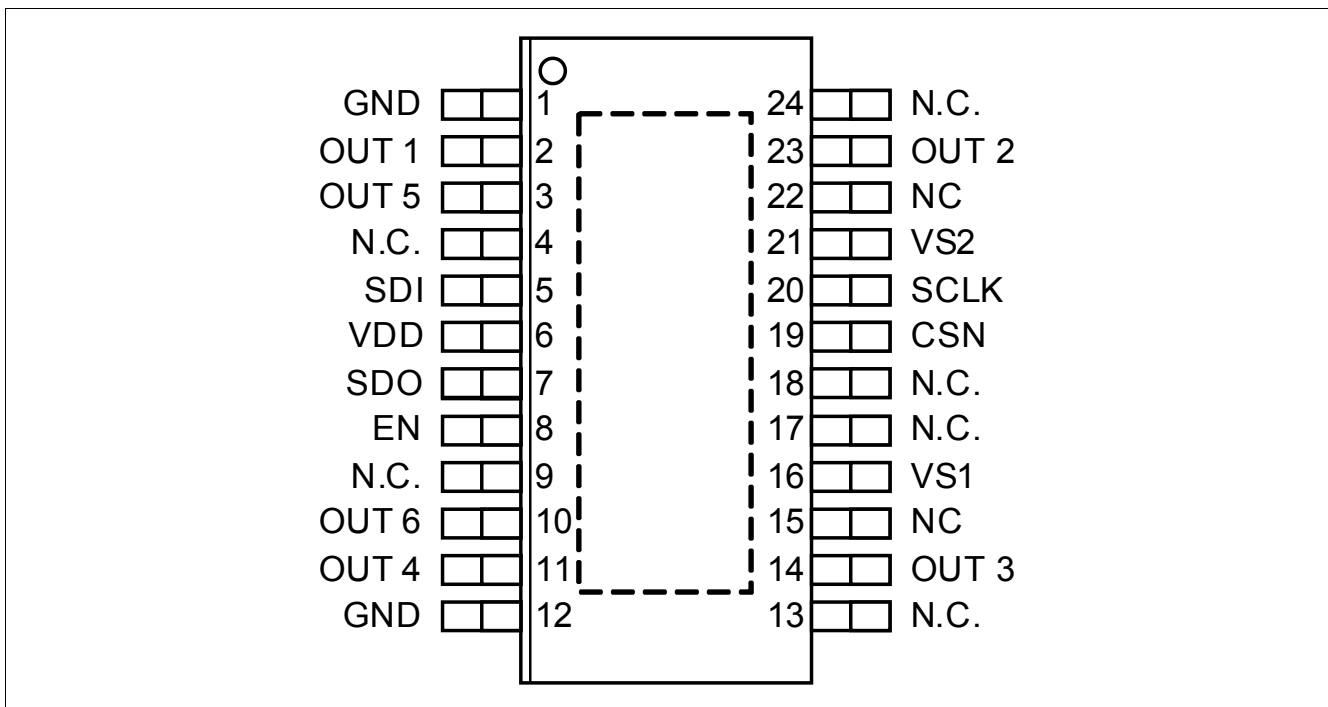 GND 1 24 N.C.
OUT 1 2 23 OUT 2
OUT 5 3 22 NC
N.C. 4 21 VS2
SDI 5 20 SCLK
VDD 6 19 CSN
SDO 7 18 N.C.
EN 8 17 N.C.
N.C. 9 16 VS1
OUT 6 10 15 NC
OUT 4 11 14 OUT 3
GND 12 13 N.C.